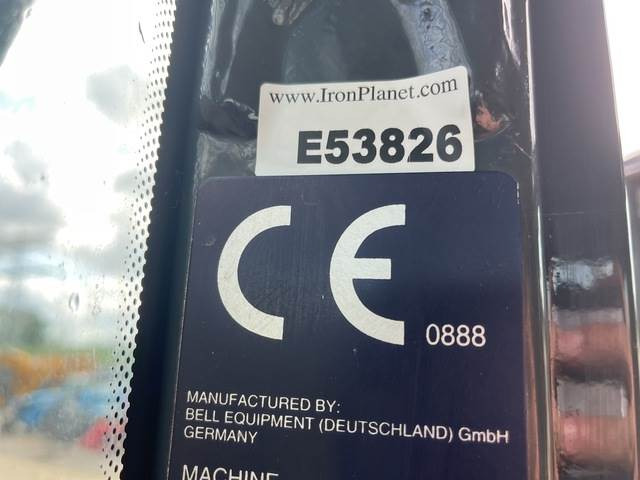 www.IronPlanet.com
E53826
CE
0888
MANUFACTURED BY:
BELL EQUIPMENT (DEUTSCHLAND) GmbH
GERMANY
MACHINE